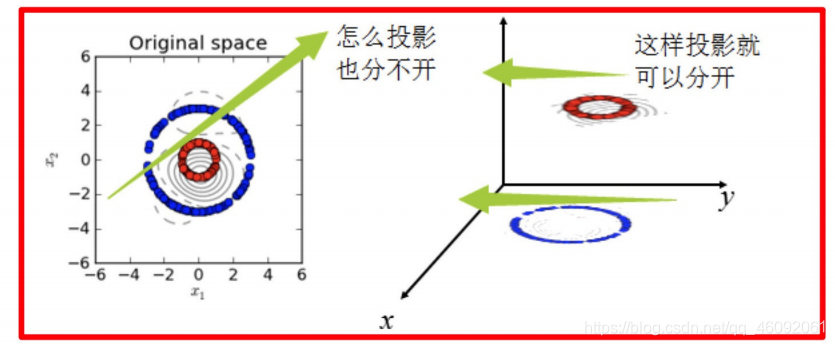 Original space
6
4
2
0
−2
−4
−6
−6 −4 −2 0 2 4 6
x₁
x₂
怎么投影
也分不开
这样投影就
可以分开
y
x
https://blog.csdn.net/qq_46092061